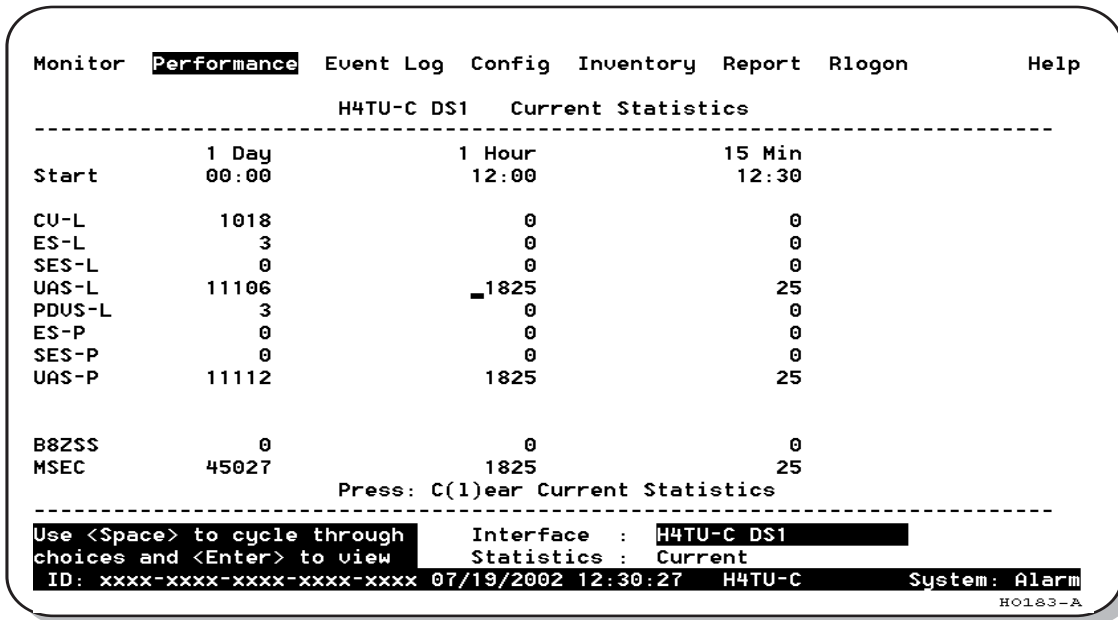 Monitor Performance Event Log Config Inventory Report Rlogon Help
H4TU-C DS1 Current Statistics
1 Day 1 Hour 15 Min
Start 00:00 12:00 12:30
CV-L 1018 0 0
ES-L 3 0 0
SES-L 0 0 0
UAS-L 11106 1825 25
PDVS-L 3 0 0
ES-P 0 0 0
SES-P 0 0 0
UAS-P 11112 1825 25
B8ZSS 0 0 0
MSEC 45027 1825 25
Press: C(l)ear Current Statistics
Use <Space> to cycle through Interface : H4TU-C DS1
choices and <Enter> to view Statistics : Current
ID: xxxx-xxxx-xxxx-xxxx-xxxx 07/19/2002 12:30:27 H4TU-C System: Alarm
HO183-A